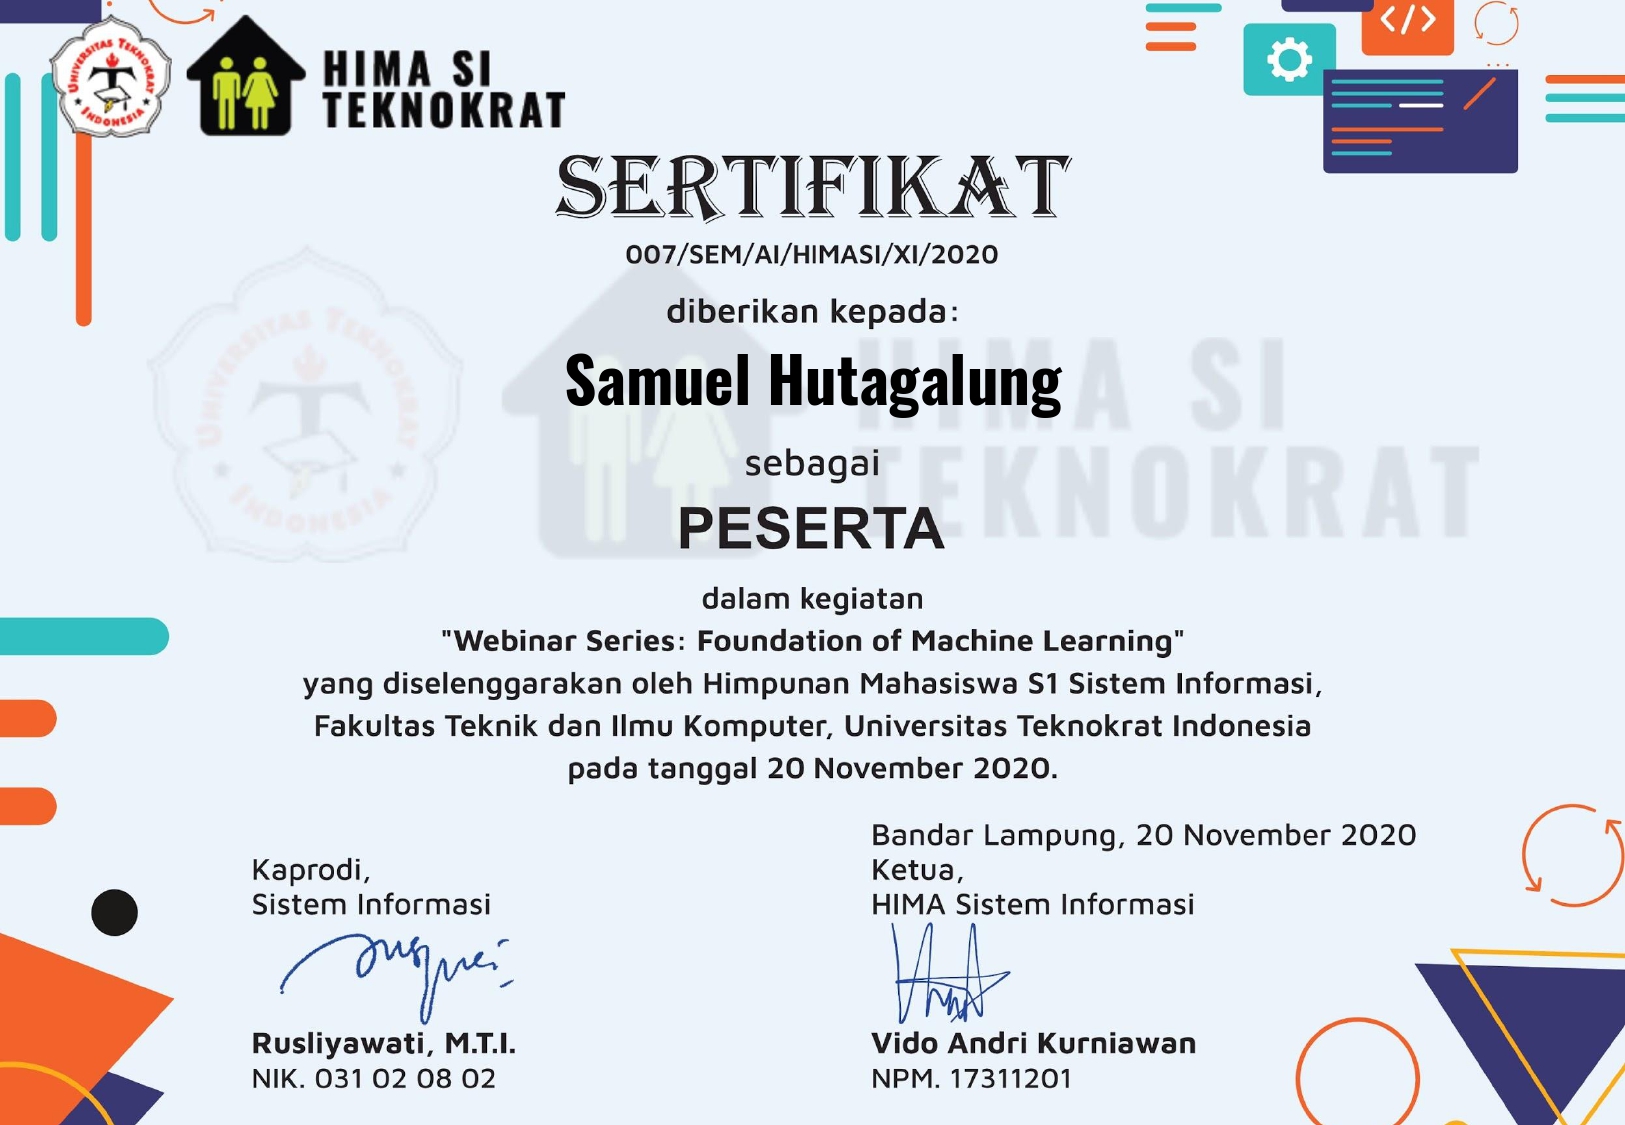 UNIVERSITAS TEKNOKRAT
INDONESIA
HIMA SI
TEKNOKRAT
</>
SERTIFIKAT
007/SEM/AI/HIMASI/XI/2020
diberikan kepada:
Samuel Hutagalung
sebagai
PESERTA
dalam kegiatan
"Webinar Series: Foundation of Machine Learning"
yang diselenggarakan oleh Himpunan Mahasiswa S1 Sistem Informasi,
Fakultas Teknik dan Ilmu Komputer, Universitas Teknokrat Indonesia
pada tanggal 20 November 2020.
Bandar Lampung, 20 November 2020
Kaprodi,
Sistem Informasi
Rusliyawati, M.T.I.
NIK. 031 02 08 02
Ketua,
HIMA Sistem Informasi
Vido Andri Kurniawan
NPM. 17311201
UNIVERSITAS TEKNOKRAT
INDONESIA
HIMA SI
TEKNOKRAT